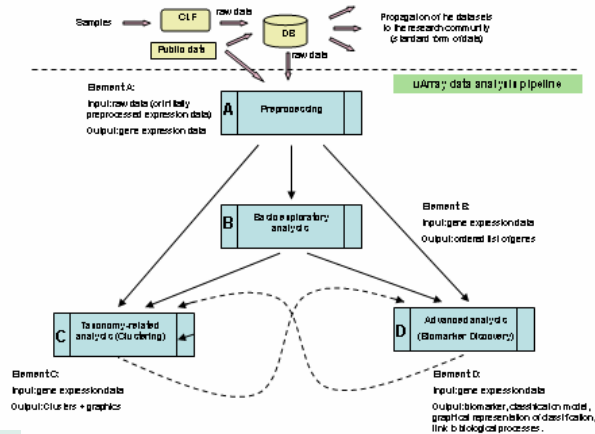 Samples
CLF
raw data
DB
Public data
raw data
Propagation of he datasets
to the research community
(standard form of data)
Element A:
Input:raw data (or initially
preprocessed expression data)
Output:gene expression data
uArray data analysis pipeline
A
Preprocessing
B
Basic exploratory
analysis
Element B:
Input:gene expression data
Output:ordered list of genes
C
Taxonomy-related
analysis (Clustering)
D
Advanced analysis
(Biomarker Discovery)
Element C:
Input:gene expression data
Output:Clusters + graphics
Element D:
Input:gene expression data
Output:biomarker, classification model,
graphical representation of classification,
link to biological processes.